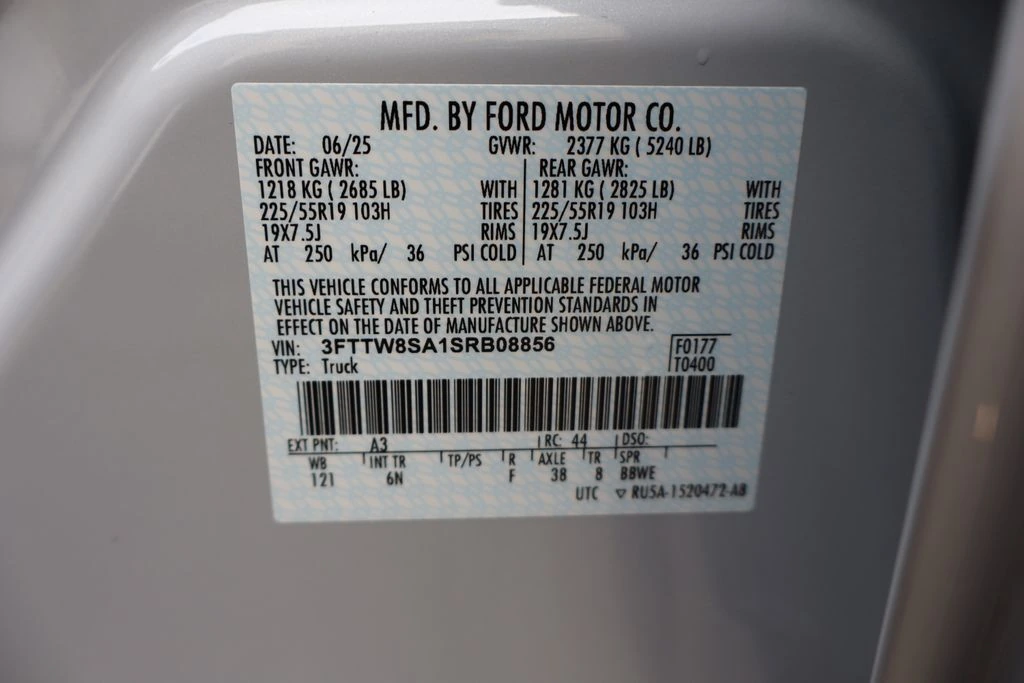 MFD. BY FORD MOTOR CO.
DATE: 06/25 GVWR: 2377 KG ( 5240 LB)
FRONT GAWR: REAR GAWR:
1218 KG ( 2685 LB) WITH 1281 KG ( 2825 LB) WITH
225/55R19 103H TIRES 225/55R19 103H TIRES
19X7.5J RIMS 19X7.5J RIMS
AT 250 kPa/ 36 PSI COLD AT 250 kPa/ 36 PSI COLD
THIS VEHICLE CONFORMS TO ALL APPLICABLE FEDERAL MOTOR
VEHICLE SAFETY AND THEFT PREVENTION STANDARDS IN
EFFECT ON THE DATE OF MANUFACTURE SHOWN ABOVE.
VIN: 3FTTW8SA1SRB08856 F0177
TYPE: Truck T0400
EXT PNT: A3 RC: 44 DSO:
WB INT TR TP/PS R AXLE TR SPR
121 6N F 38 8 BBWE
UTC ▽ RU5A-1520472-AB